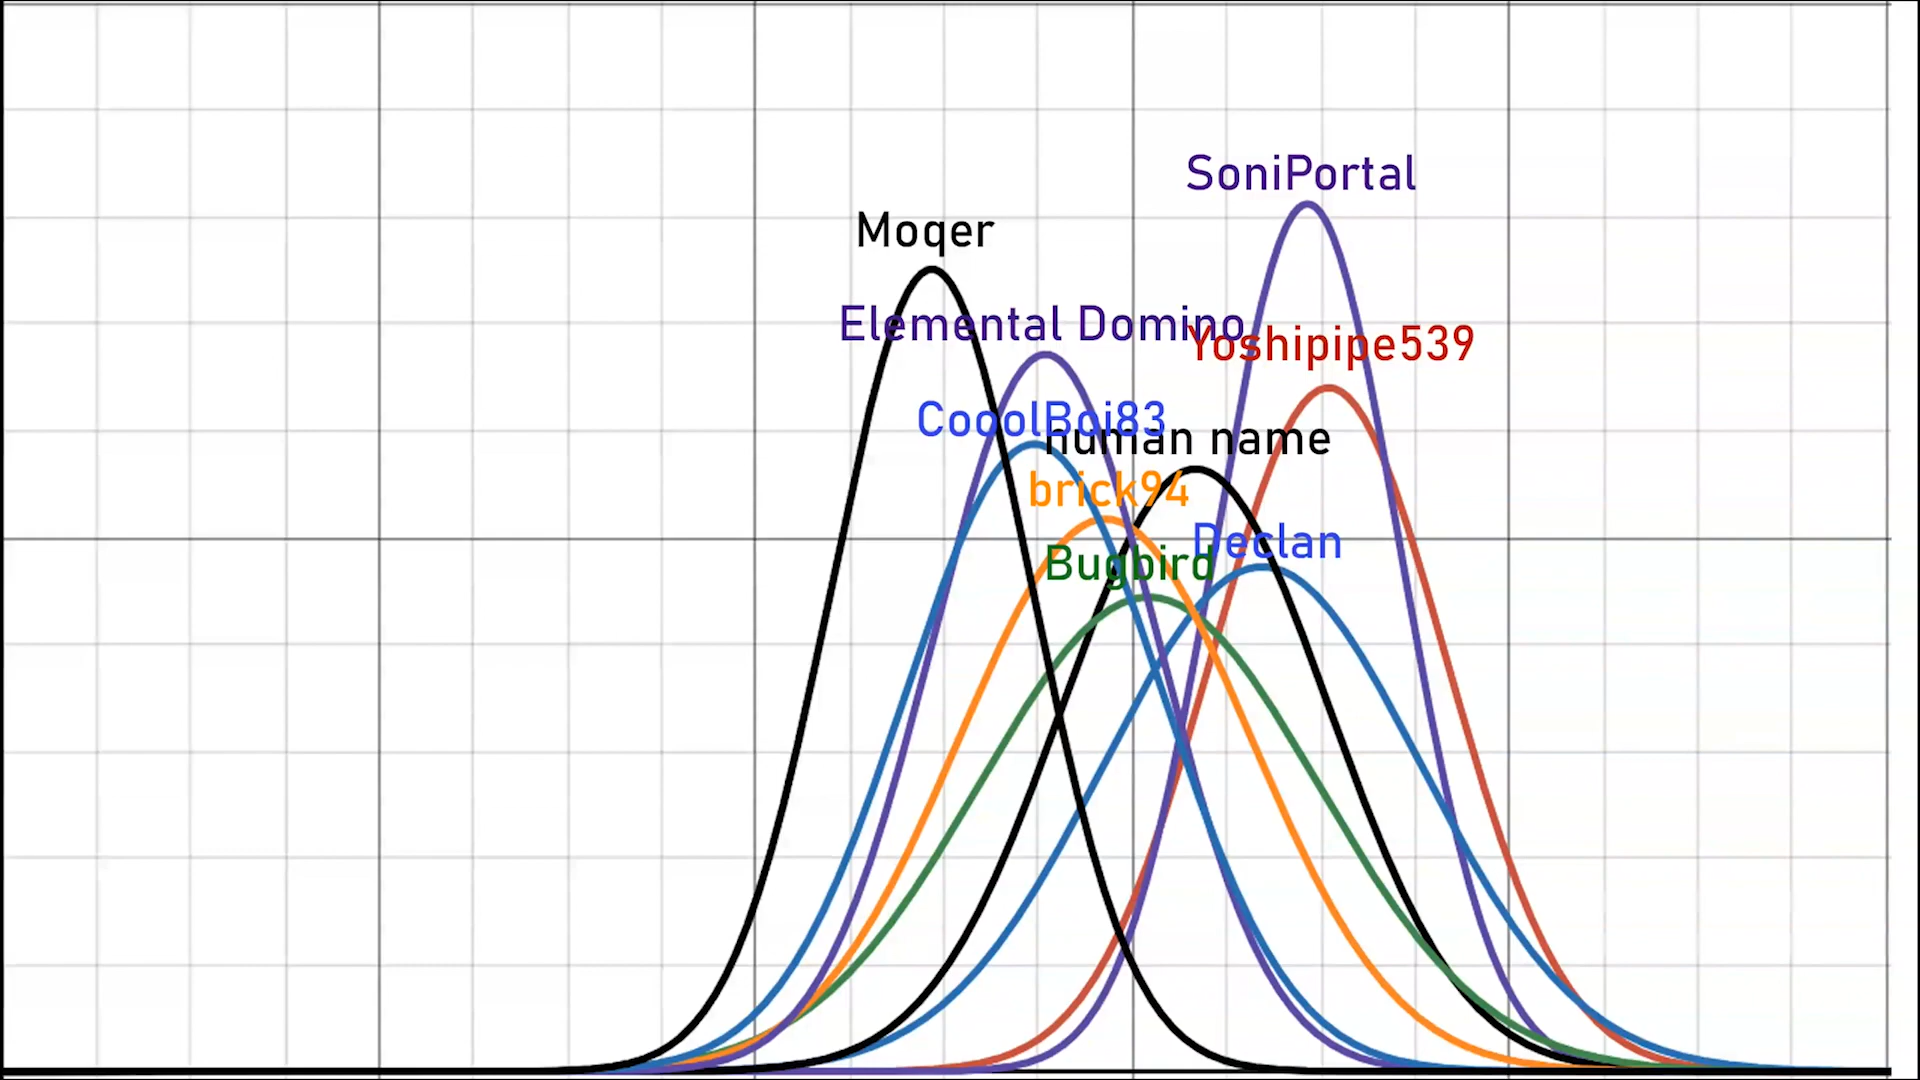 SoniPortal
Moqer
Elemental Domino
Yoshipipe539
CooolBoi83
human name
brick94
Declan
Bugbird